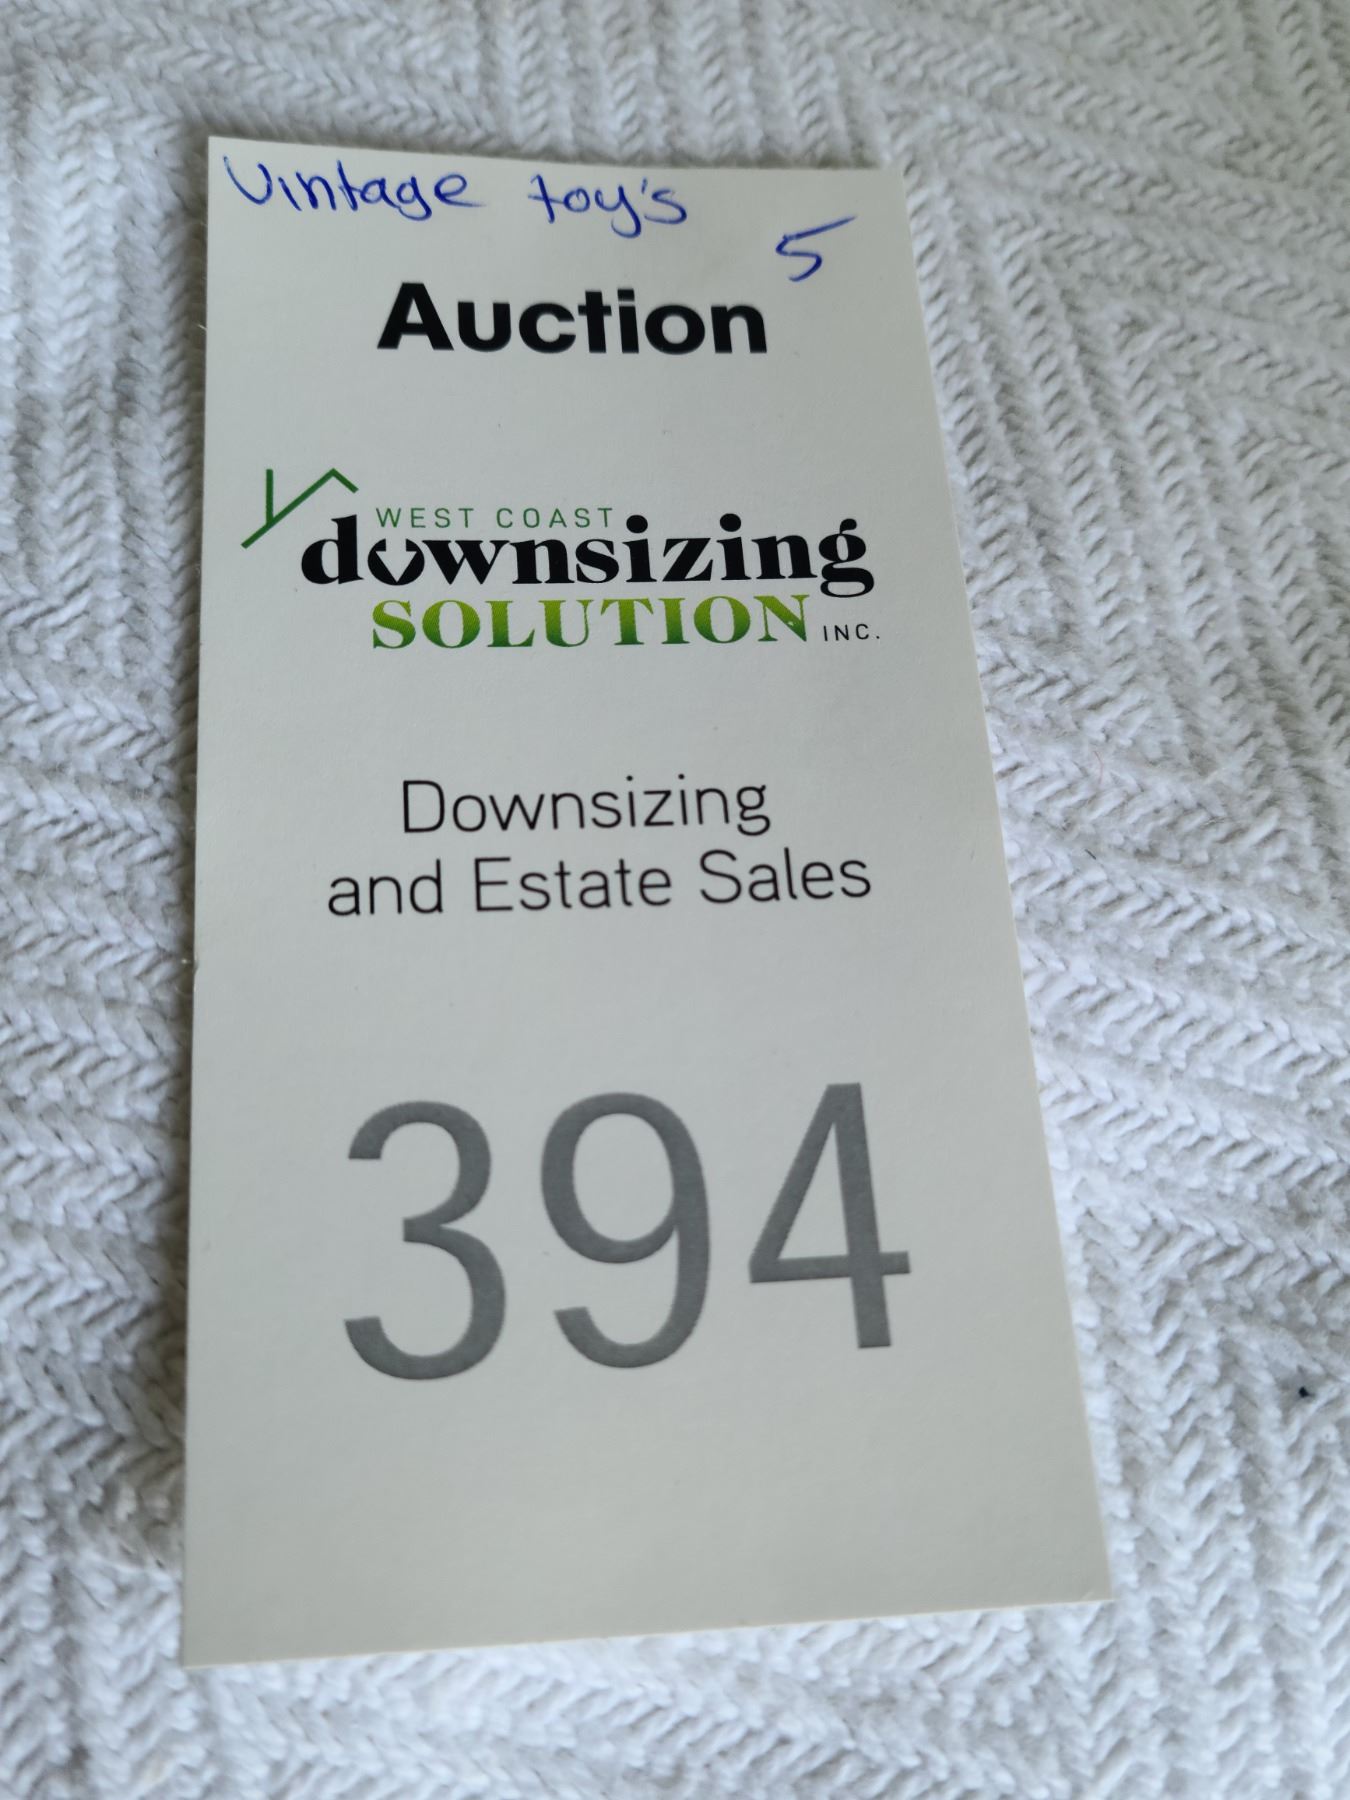 Vintage toy's
5
Auction
WEST COAST
downsizing
SOLUTION INC.
Downsizing
and Estate Sales
394